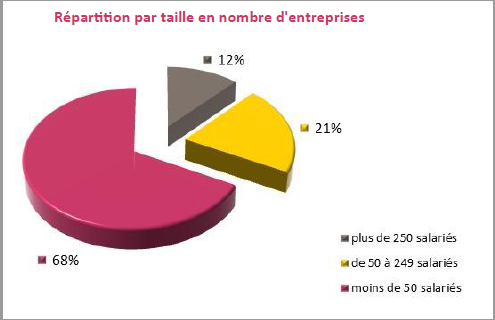 Répartition par taille en nombre d'entreprises
12%
21%
68%
plus de 250 salariés
de 50 à 249 salariés
moins de 50 salariés